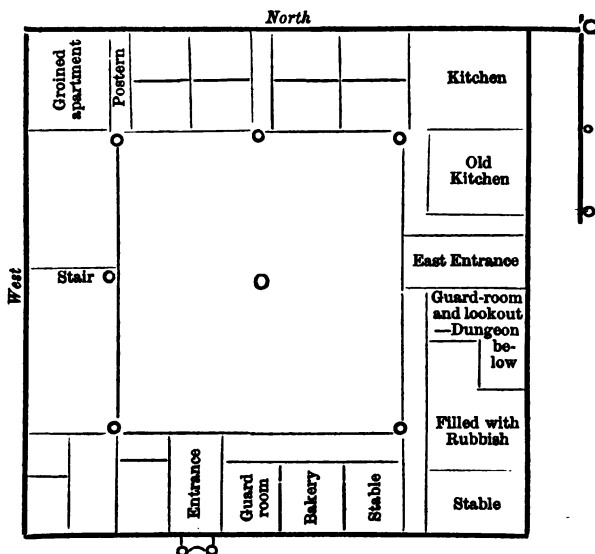 North
Groined
apartment
Postern
Kitchen
Old
Kitchen
West
Stair
East Entrance
Guard-room
and lookout
—Dungeon
be-
low
Filled with
Rubbish
Entrance
Guard
room
Bakery
Stable
Stable